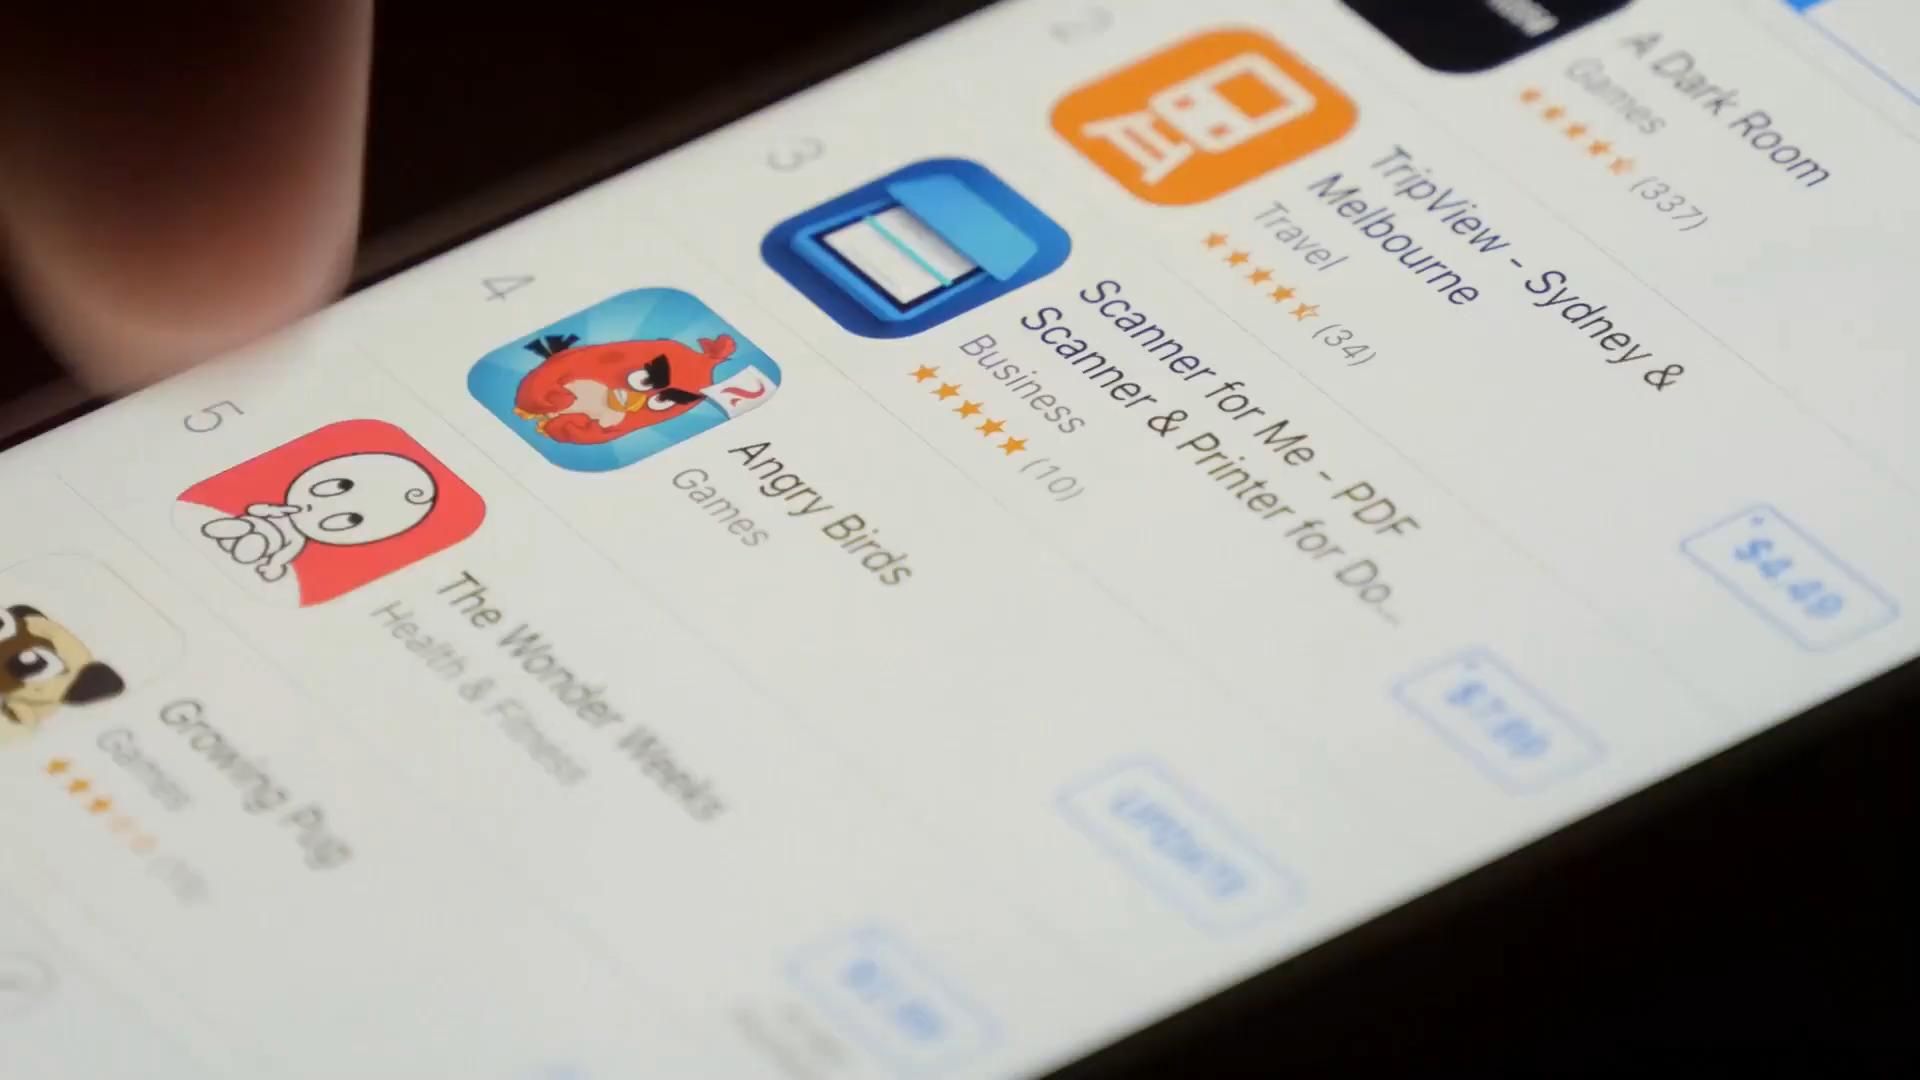 A Dark Room
Games
(337)
2
TripView - Sydney &
Melbourne
Travel
(34)
$4.49
3
Scanner for Me - PDF
Scanner & Printer for Do...
Business
(10)
4
Angry Birds
Games
UPDATE
5
The Wonder Weeks
Health & Fitness
Growing Pug
Games